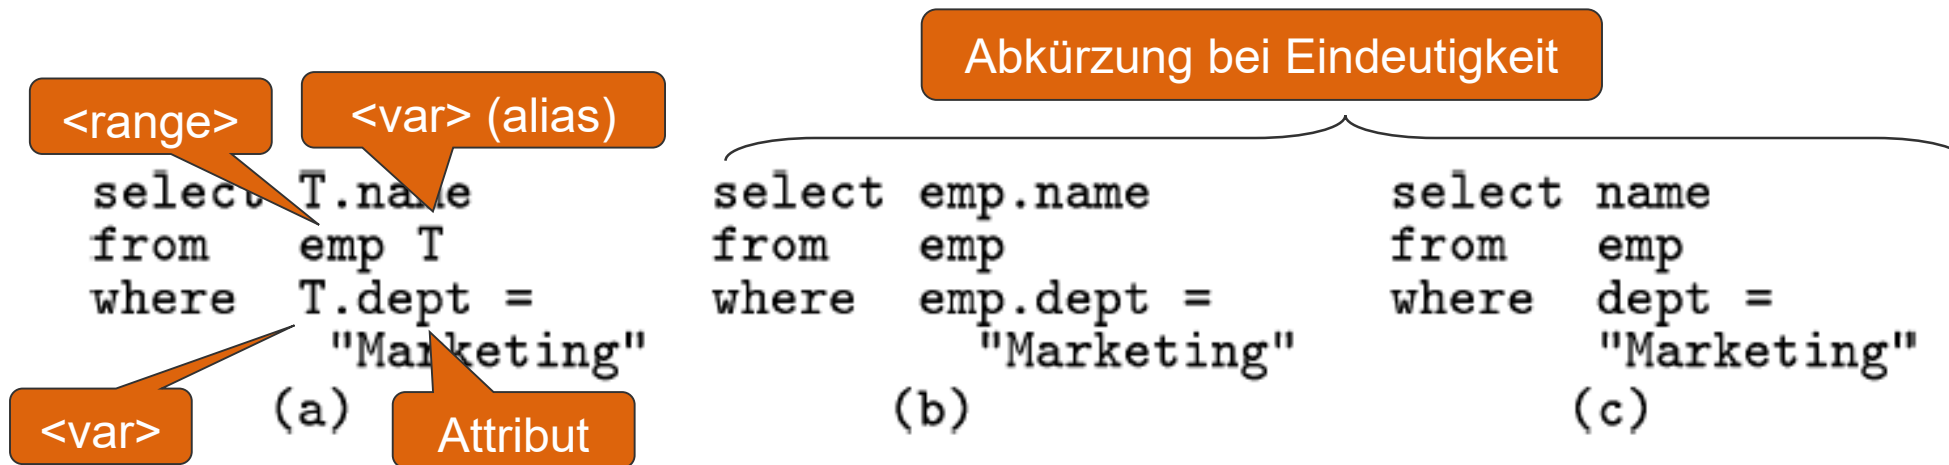 Abkürzung bei Eindeutigkeit
<range>
<var> (alias)
select T.name
from emp T
where T.dept =
"Marketing"
(a)
<var>
Attribut
select emp.name
from emp
where emp.dept =
"Marketing"
(b)
select name
from emp
where dept =
"Marketing"
(c)